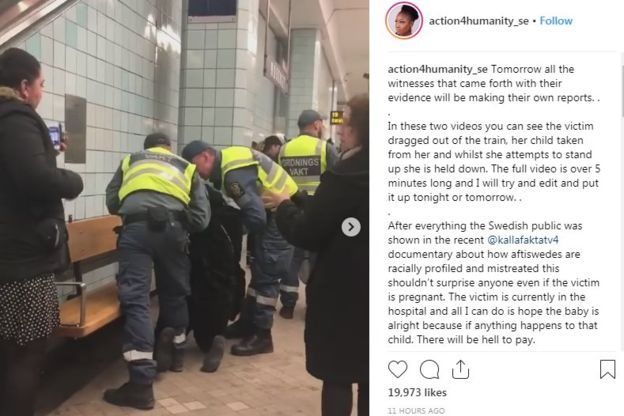 action4humanity_se • Follow
action4humanity_se Tomorrow all the
witnesses that came forth with their
evidence will be making their own reports. .
.
In these two videos you can see the victim
dragged out of the train, her child taken
from her and whilst she attempts to stand
up she is held down. The full video is over 5
minutes long and I will try and edit and put
it up tonight or tomorrow. .
.
After everything the Swedish public was
shown in the recent @kallafaktatv4
documentary about how aftiswedes are
racially profiled and mistreated this
shouldn't surprise anyone even if the victim
is pregnant. The victim is currently in the
hospital and all I can do is hope the baby is
alright because if anything happens to that
child. There will be hell to pay.
19,973 likes
11 HOURS AGO
VAKT
ORDNINGS
VAKT